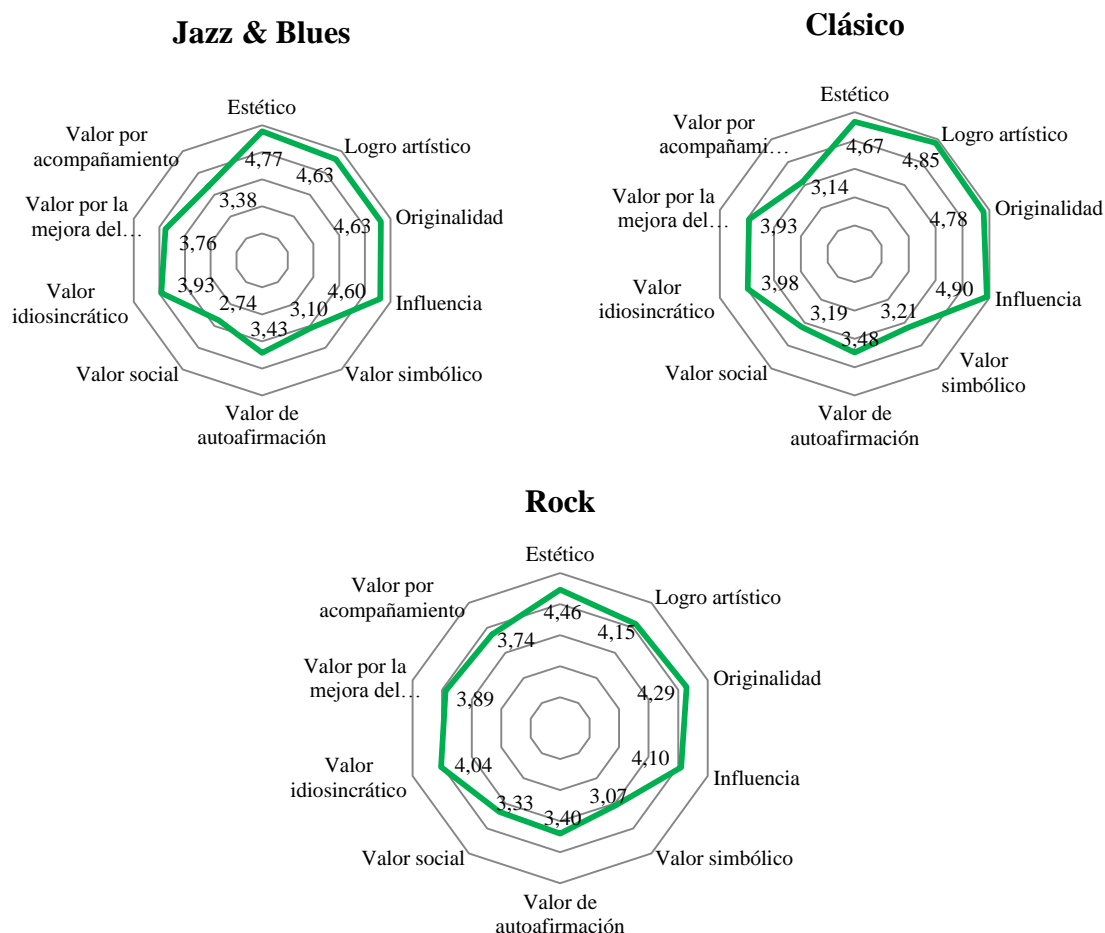 Jazz & Blues
Estético
Logro artístico
Originalidad
Influencia
Valor simbólico
Valor de
autoafirmación
Valor social
Valor
idiosincrático
Valor por la
mejora del…
Valor por
acompañamiento
4,77
4,63
4,63
4,60
3,10
3,43
2,74
3,93
3,76
3,38
Clásico
Estético
Logro artístico
Originalidad
Influencia
Valor
simbólico
Valor de
autoafirmación
Valor social
Valor
idiosincrático
Valor por la
mejora del…
Valor por
acompañami…
4,67
4,85
4,78
4,90
3,21
3,48
3,19
3,98
3,93
3,14
Rock
Estético
Logro artístico
Originalidad
Influencia
Valor simbólico
Valor de
autoafirmación
Valor social
Valor
idiosincrático
Valor por la
mejora del…
Valor por
acompañamiento
4,46
4,15
4,29
4,10
3,07
3,40
3,33
4,04
3,89
3,74